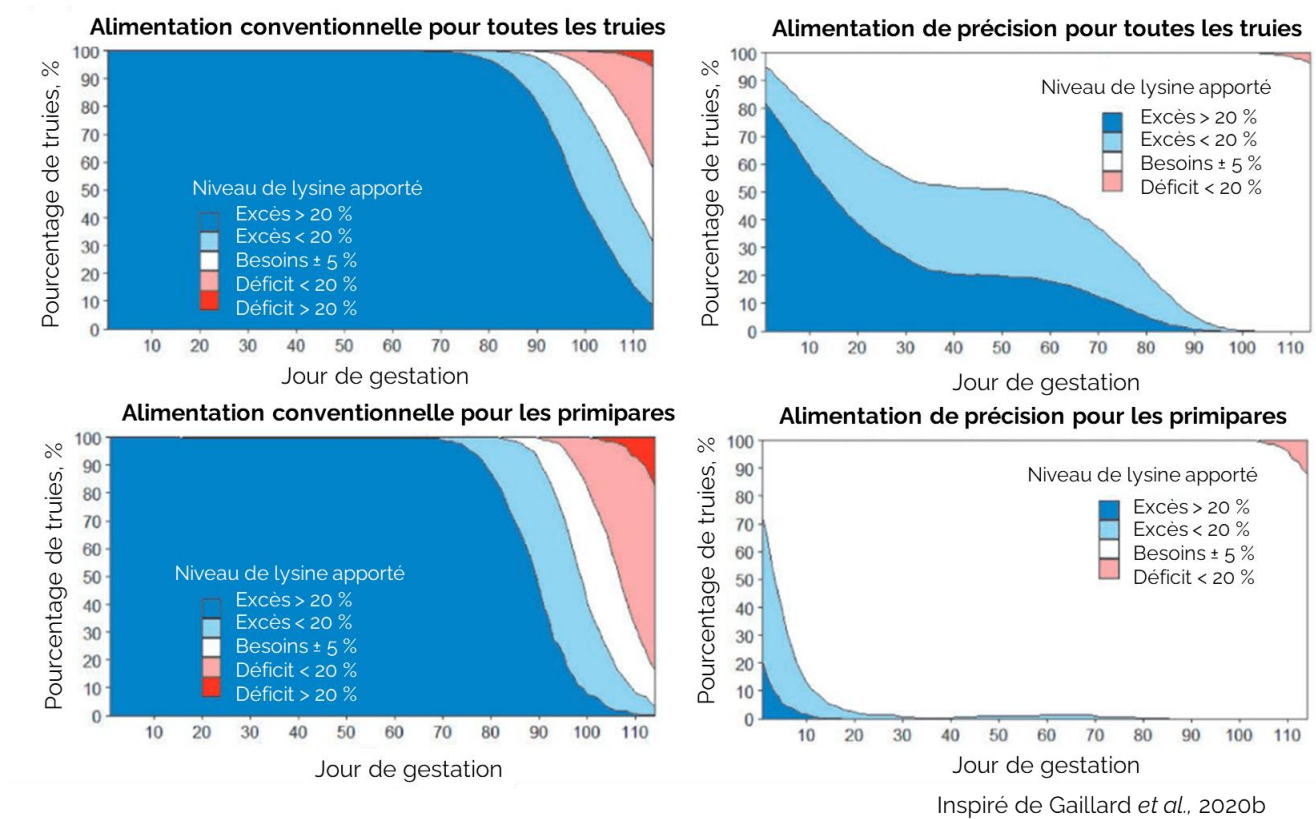 Alimentation conventionnelle pour toutes les truies
Pourcentage de truies, %
100
90
80
70
60
50
40
30
20
10
0
Niveau de lysine apporté
Excès > 20 %
Excès < 20 %
Besoins ± 5 %
Déficit < 20 %
Déficit > 20 %
10 20 30 40 50 60 70 80 90 100 110
Jour de gestation
Alimentation de précision pour toutes les truies
Pourcentage de truies, %
100
90
80
70
60
50
40
30
20
10
0
Niveau de lysine apporté
Excès > 20 %
Excès < 20 %
Besoins ± 5 %
Déficit < 20 %
10 20 30 40 50 60 70 80 90 100 110
Jour de gestation
Alimentation conventionnelle pour les primipares
Pourcentage de truies, %
100
90
80
70
60
50
40
30
20
10
0
Niveau de lysine apporté
Excès > 20 %
Excès < 20 %
Besoins ± 5 %
Déficit < 20 %
Déficit > 20 %
10 20 30 40 50 60 70 80 90 100 110
Jour de gestation
Alimentation de précision pour les primipares
Pourcentage de truies, %
100
90
80
70
60
50
40
30
20
10
0
Niveau de lysine apporté
Excès > 20 %
Excès < 20 %
Besoins ± 5 %
Déficit < 20 %
10 20 30 40 50 60 70 80 90 100 110
Jour de gestation
Inspiré de Gaillard et al., 2020b